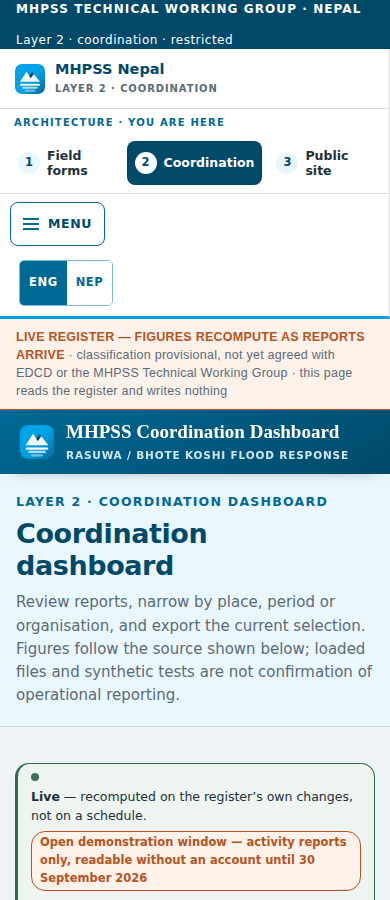 MHPSS TECHNICAL WORKING GROUP · NEPAL
Layer 2 · coordination · restricted
MHPSS Nepal
LAYER 2 · COORDINATION
ARCHITECTURE · YOU ARE HERE
1 Field forms
2 Coordination
3 Public site
MENU
ENG NEP
LIVE REGISTER — FIGURES RECOMPUTE AS REPORTS
ARRIVE · classification provisional, not yet agreed with
EDCD or the MHPSS Technical Working Group · this page
reads the register and writes nothing
MHPSS Coordination Dashboard
RASUWA / BHOTE KOSHI FLOOD RESPONSE
LAYER 2 · COORDINATION DASHBOARD
Coordination
dashboard
Review reports, narrow by place, period or
organisation, and export the current selection.
Figures follow the source shown below; loaded
files and synthetic tests are not confirmation of
operational reporting.
Live — recomputed on the register’s own changes,
not on a schedule.
Open demonstration window — activity reports
only, readable without an account until 30
September 2026